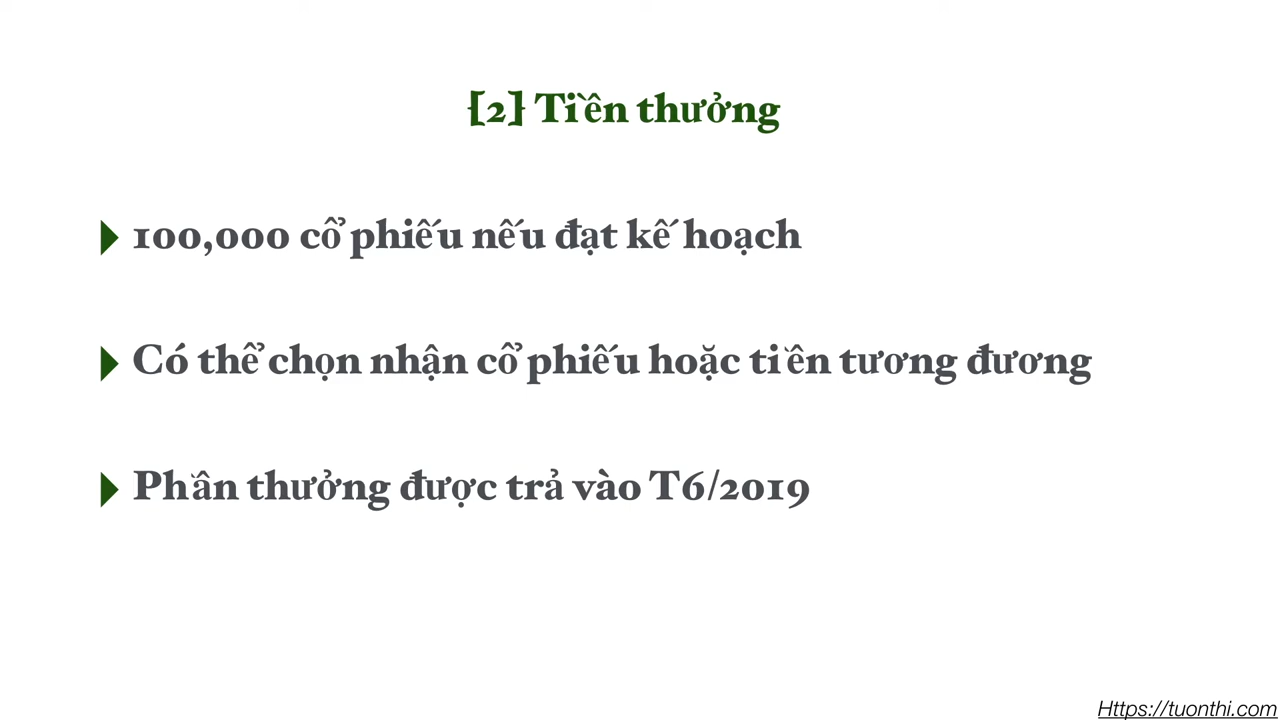 [2] Tiền thưởng
100,000 cổ phiếu nếu đạt kế hoạch
Có thể chọn nhận cổ phiếu hoặc tiền tương đương
Phần thưởng được trả vào T6/2019
Https://tuonthi.com